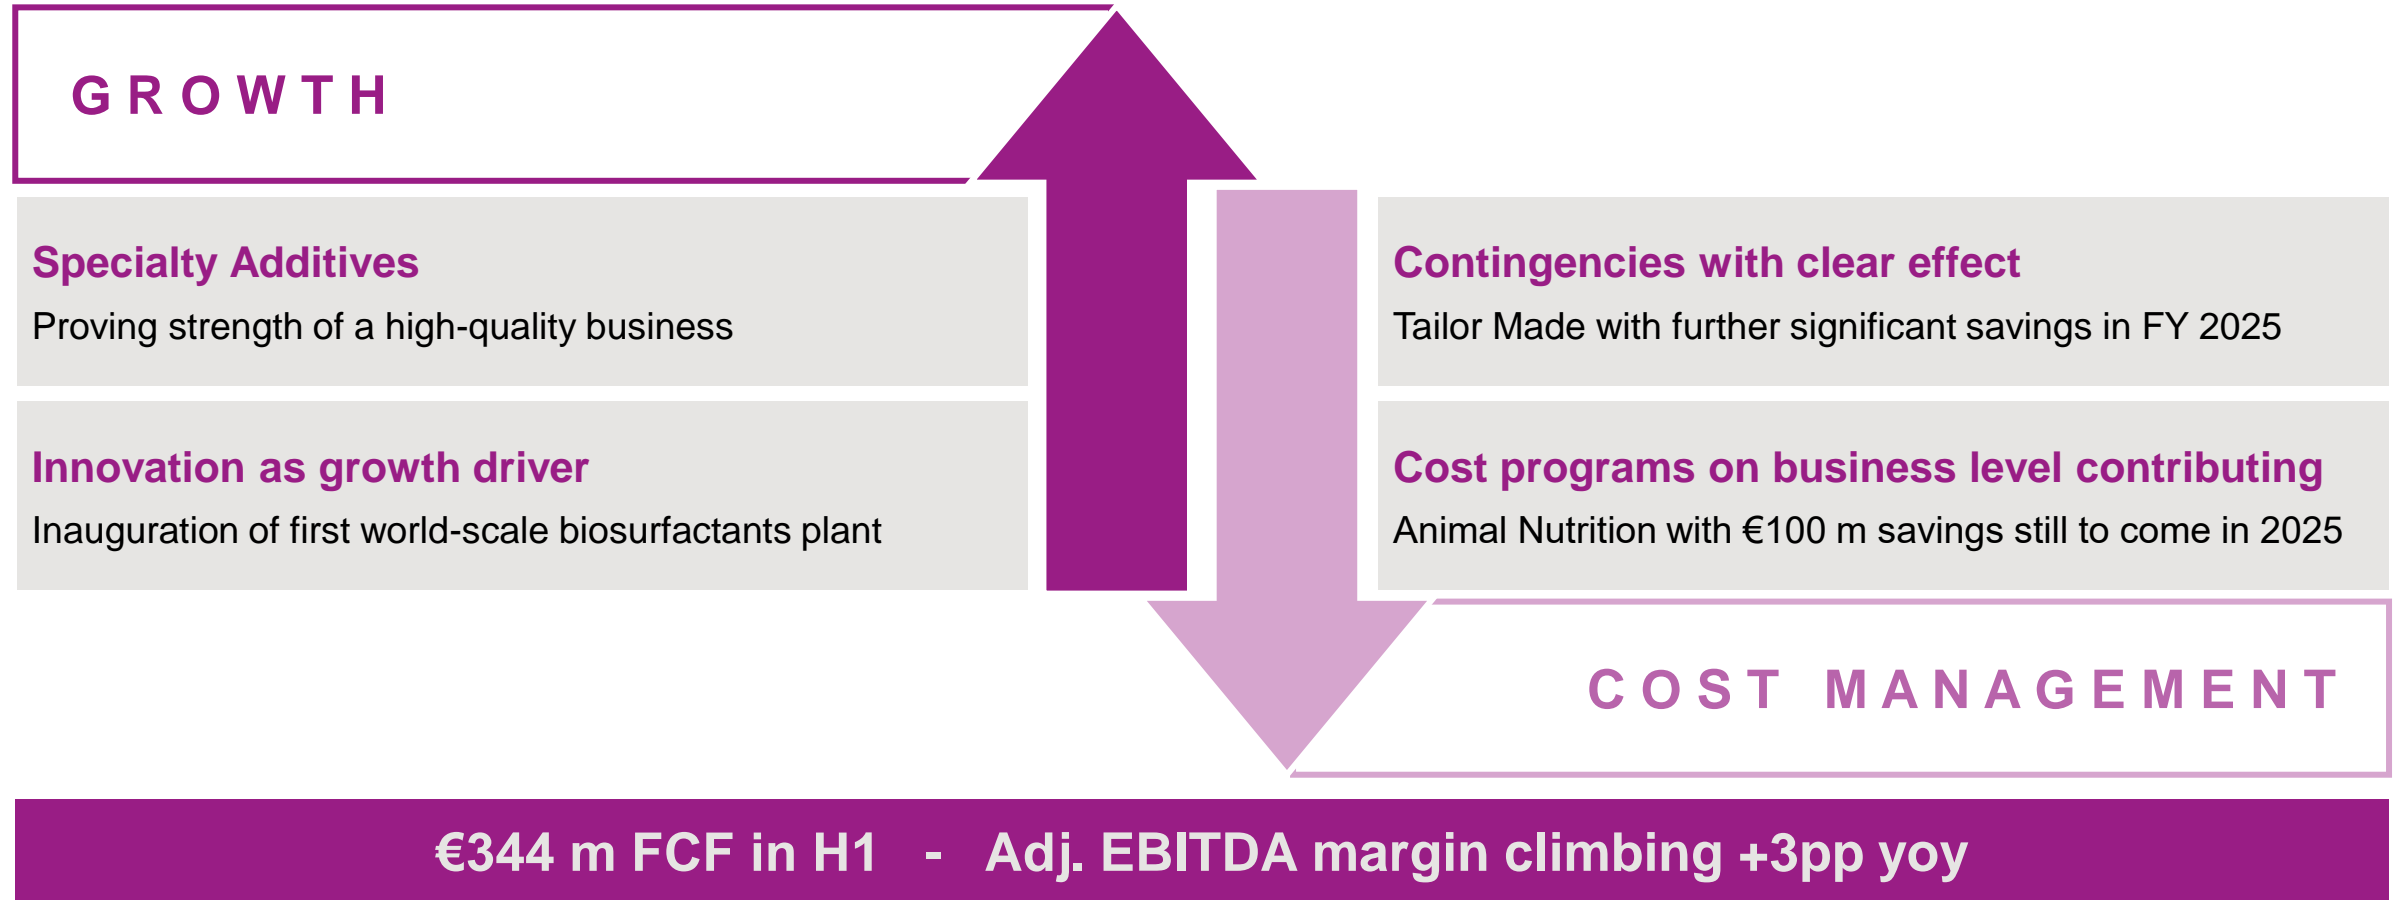 GROWTH
Specialty Additives
Proving strength of a high-quality business
Innovation as growth driver
Inauguration of first world-scale biosurfactants plant
Contingencies with clear effect
Tailor Made with further significant savings in FY 2025
Cost programs on business level contributing
Animal Nutrition with €100 m savings still to come in 2025
COST MANAGEMENT
€344 m FCF in H1 - Adj. EBITDA margin climbing +3pp yoy